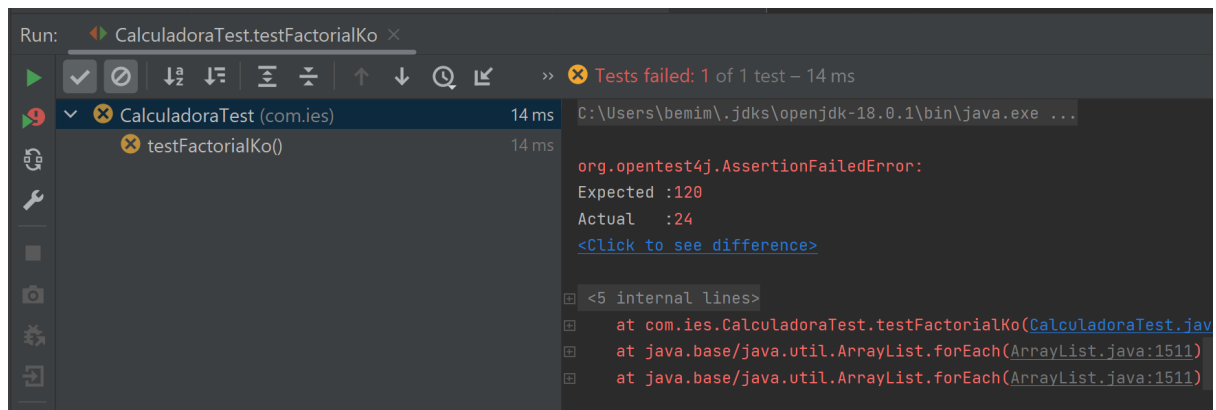 Run: CalculadoraTest.testFactorialKo
Tests failed: 1 of 1 test – 14 ms
CalculadoraTest (com.ies) 14 ms
testFactorialKo() 14 ms
C:\Users\bemim\.jdks\openjdk-18.0.1\bin\java.exe ...
org.opentest4j.AssertionFailedError:
Expected :120
Actual   :24
<Click to see difference>
<5 internal lines>
at com.ies.CalculadoraTest.testFactorialKo(CalculadoraTest.jav
at java.base/java.util.ArrayList.forEach(ArrayList.java:1511)
at java.base/java.util.ArrayList.forEach(ArrayList.java:1511)